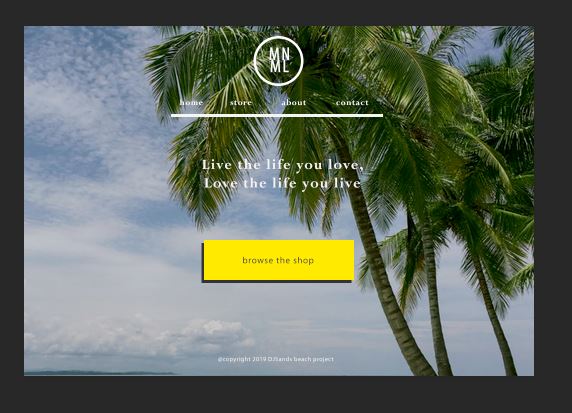 MN
ML
home store about contact
Live the life you love,
Love the life you live
browse the shop
@copyright 2019 DJSands beach project